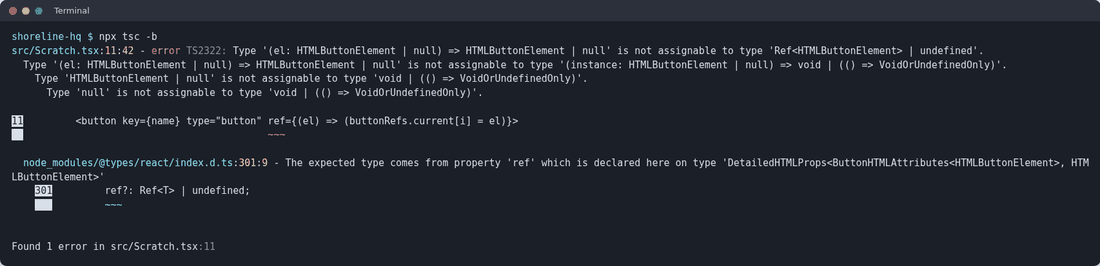 Terminal
shoreline-hq $ npx tsc -b
src/Scratch.tsx:11:42 - error TS2322: Type '(el: HTMLButtonElement | null) => HTMLButtonElement | null' is not assignable to type 'Ref<HTMLButtonElement> | undefined'.
  Type '(el: HTMLButtonElement | null) => HTMLButtonElement | null' is not assignable to type '(instance: HTMLButtonElement | null) => void | (() => VoidOrUndefinedOnly)'.
    Type 'HTMLButtonElement | null' is not assignable to type 'void | (() => VoidOrUndefinedOnly)'.
      Type 'null' is not assignable to type 'void | (() => VoidOrUndefinedOnly)'.
11         <button key={name} type="button" ref={(el) => (buttonRefs.current[i] = el)}>
                                            ~~~
  node_modules/@types/react/index.d.ts:301:9 - The expected type comes from property 'ref' which is declared here on type 'DetailedHTMLProps<ButtonHTMLAttributes<HTMLButtonElement>, HTM
LButtonElement>'
    301         ref?: Ref<T> | undefined;
                ~~~
Found 1 error in src/Scratch.tsx:11